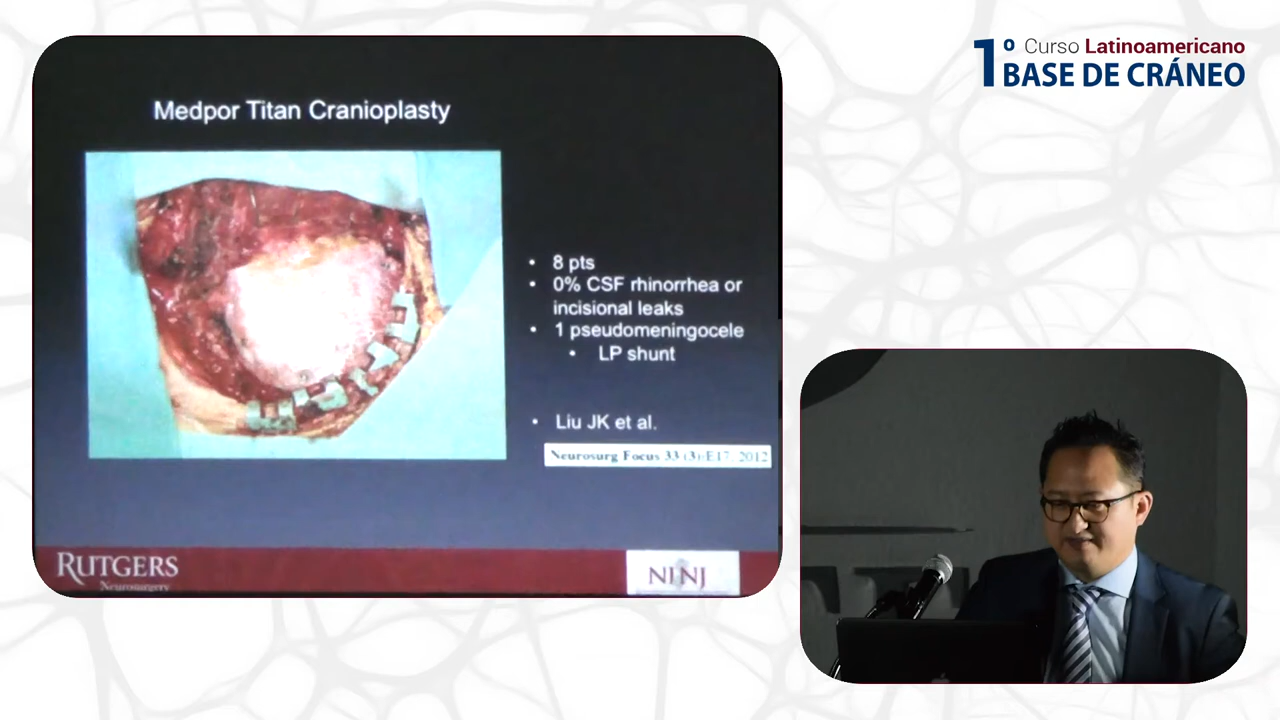 1º Curso Latinoamericano
BASE DE CRÁNEO
Medpor Titan Cranioplasty
• 8 pts
• 0% CSF rhinorrhea or
incisional leaks
• 1 pseudomeningocele
• LP shunt
• Liu JK et al.
Neurosurg Focus 33 (3):E17, 2012
RUTGERS
Neurosurgery
NINJ